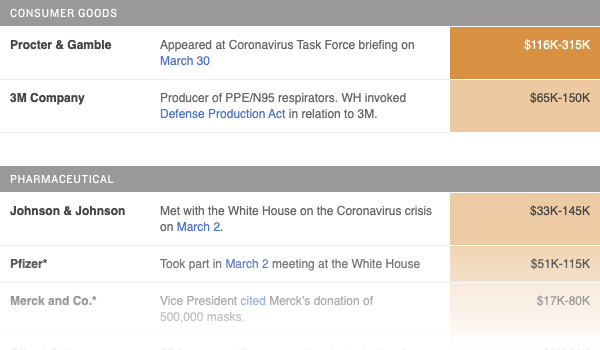 CONSUMER GOODS
Procter & Gamble Appeared at Coronavirus Task Force briefing on $116K-315K
March 30
3M Company Producer of PPE/N95 respirators. WH invoked $65K-150K
Defense Production Act in relation to 3M.
PHARMACEUTICAL
Johnson & Johnson Met with the White House on the Coronavirus crisis $33K-145K
on March 2.
Pfizer* Took part in March 2 meeting at the White House $51K-115K
Merck and Co.* Vice President cited Merck’s donation of $17K-80K
500,000 masks.